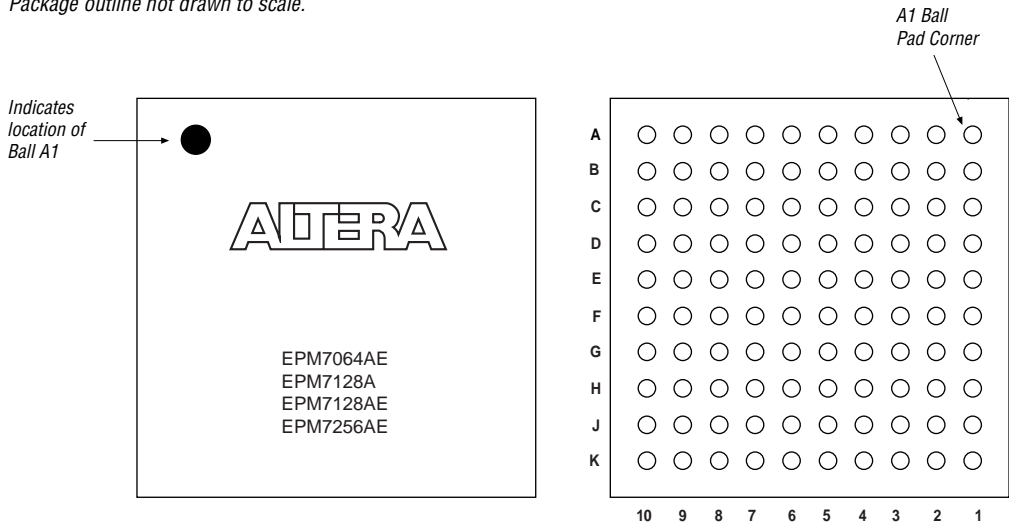 Package outline not drawn to scale.
A1 Ball
Pad Corner
Indicates
location of
Ball A1
ALTERA
EPM7064AE
EPM7128A
EPM7128AE
EPM7256AE
A
B
C
D
E
F
G
H
J
K
10 9 8 7 6 5 4 3 2 1